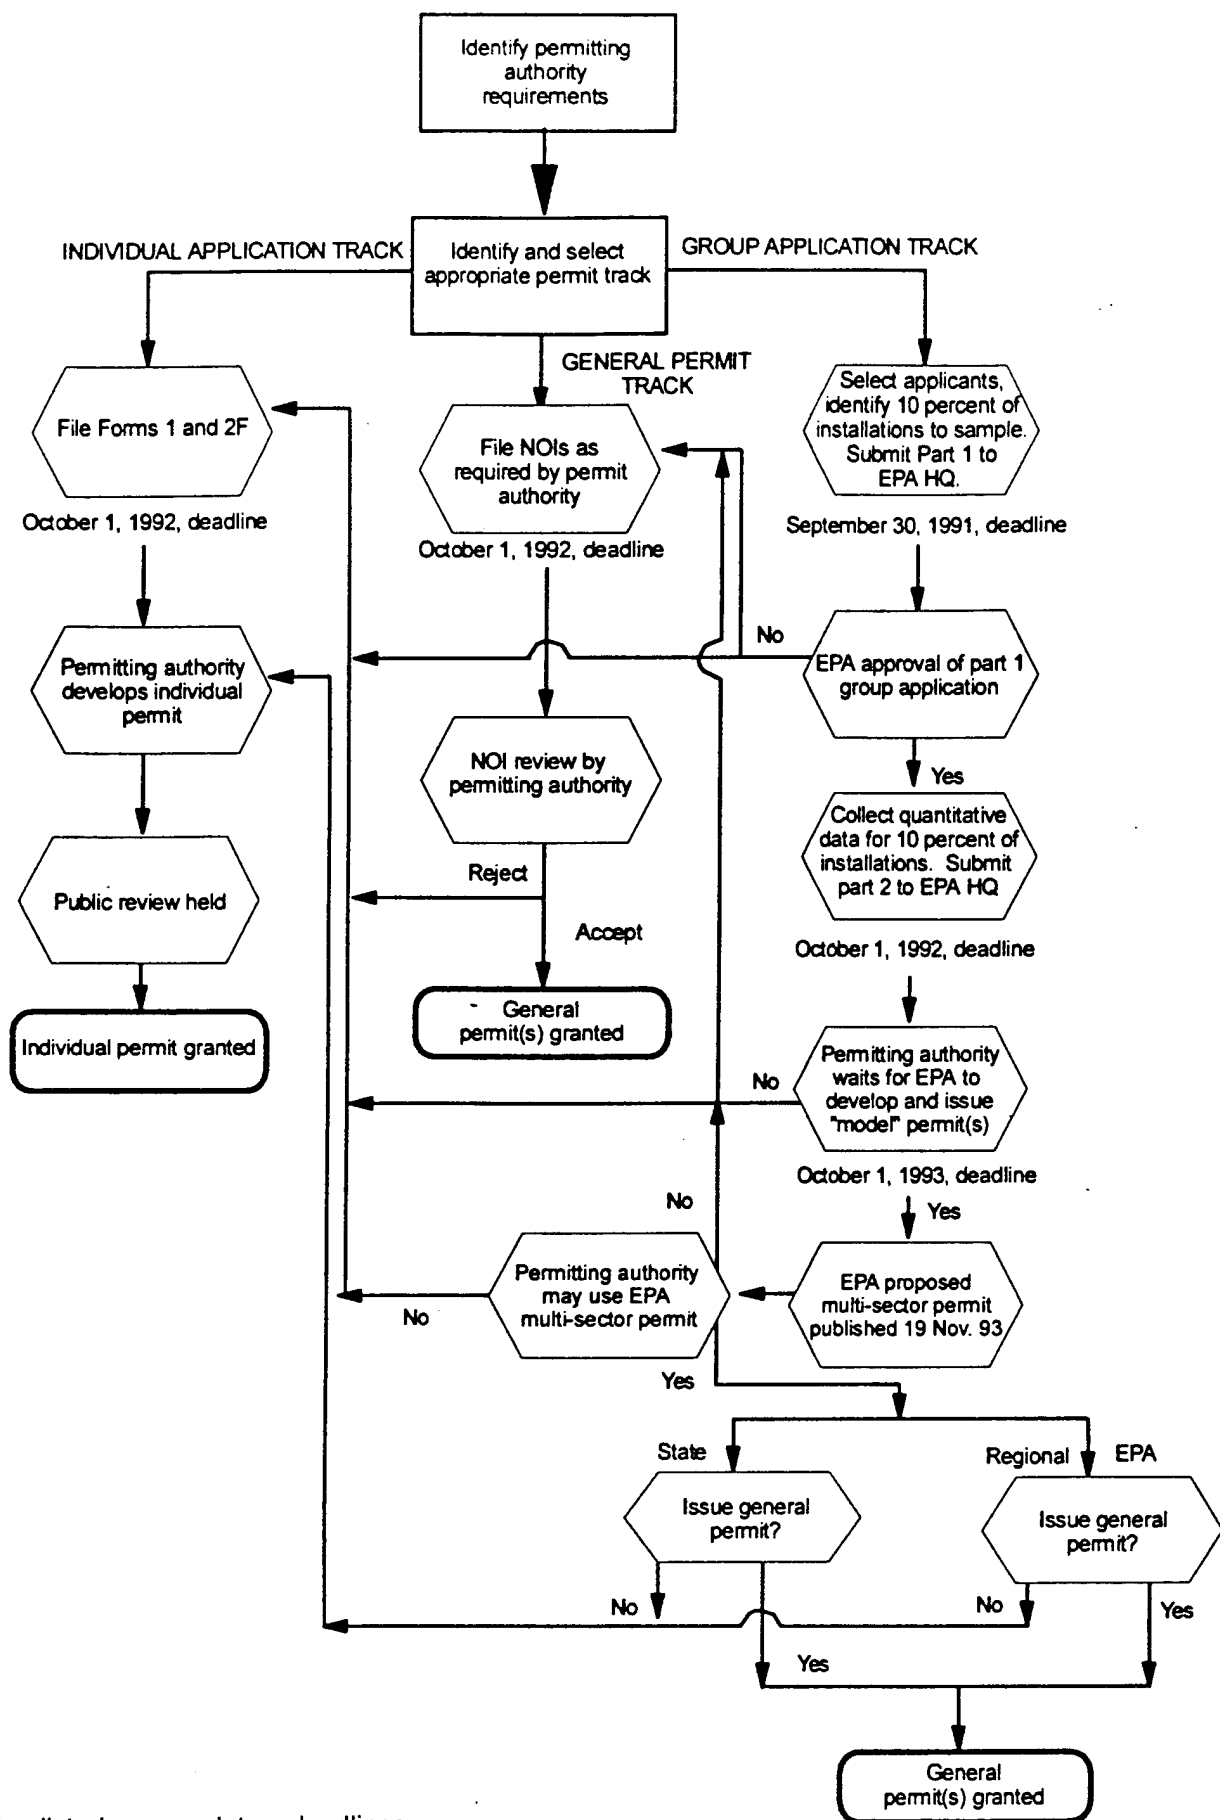 Identify permitting
authority
requirements
INDIVIDUAL APPLICATION TRACK
Identify and select
appropriate permit track
GROUP APPLICATION TRACK
GENERAL PERMIT
TRACK
File Forms 1 and 2F
October 1, 1992, deadline
File NOIs as
required by permit
authority
October 1, 1992, deadline
Select applicants,
identify 10 percent of
installations to sample.
Submit Part 1 to
EPA HQ.
September 30, 1991, deadline
No
EPA approval of part 1
group application
Permitting authority
develops individual
permit
NOI review by
permitting authority
Yes
Collect quantitative
data for 10 percent of
installations. Submit
part 2 to EPA HQ
October 1, 1992, deadline
Reject
Accept
Public review held
Individual permit granted
General
permit(s) granted
No
Permitting authority
waits for EPA to
develop and issue
"model" permit(s)
October 1, 1993, deadline
Yes
No
Permitting authority
may use EPA
multi-sector permit
No
EPA proposed
multi-sector permit
published 19 Nov. 93
Yes
State
Regional EPA
Issue general
permit?
Issue general
permit?
No
No
Yes
Yes
General
permit(s) granted